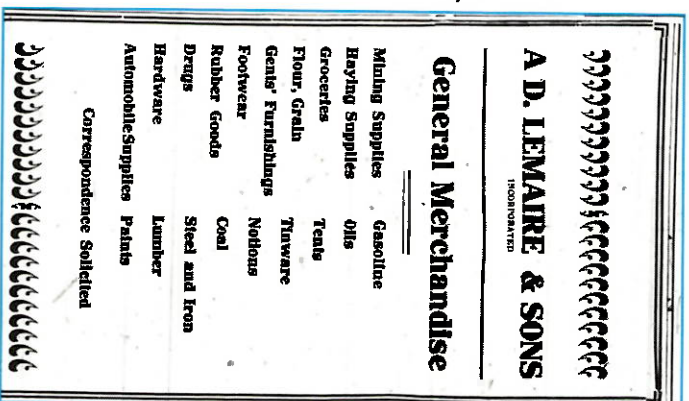 A D. LEMAIRE & SONS
INCORPORATED
General Merchandise
Mining Supplies Gasoline
Haying Supplies Oils
Groceries Tents
Flour, Grain Tinware
Gents' Furnishings Notions
Footwear Coal
Rubber Goods Steel and Iron
Drugs Lumber
Hardware Paints
Automobile Supplies
Correspondence Solicited